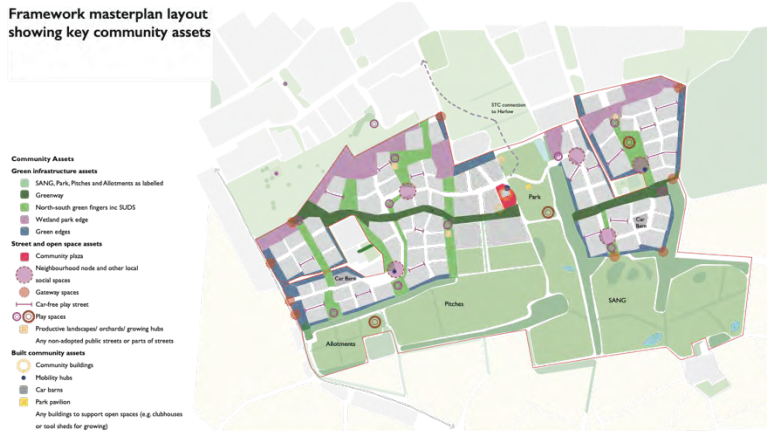 Framework masterplan layout
showing key community assets
STC connection
to Harlow
Community Assets
Green infrastructure assets
SANG, Park, Pitches and Allotments as labelled
Greenway
North-south green fingers inc SUDS
Wetland park edge
Green edges
Street and open space assets
Community plaza
Neighbourhood node and other local
social spaces
Gateway spaces
Car-free play street
Play spaces
Productive landscapes/ orchards/ growing hubs
Any non-adopted public streets or parts of streets
Built community assets
Community buildings
Mobility hubs
Car barns
Park pavilion
Any buildings to support open spaces (e.g. clubhouses
or tool sheds for growing)
Park
Car
Barn
Car Barn
Pitches
SANG
Allotments